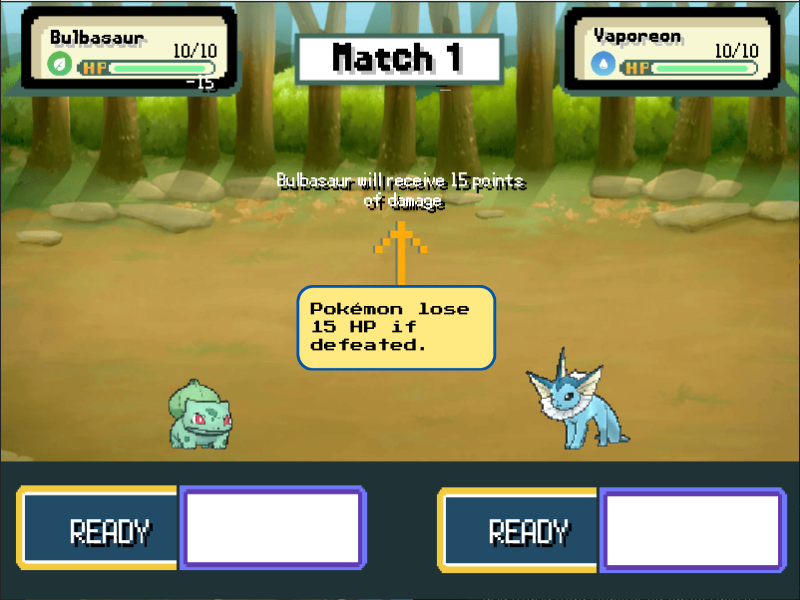 Bulbasaur
10/10
HP
-15
Match 1
Vaporeon
10/10
HP
Bulbasaur will receive 15 points
of damage
Pokémon lose
15 HP if
defeated.
READY
READY